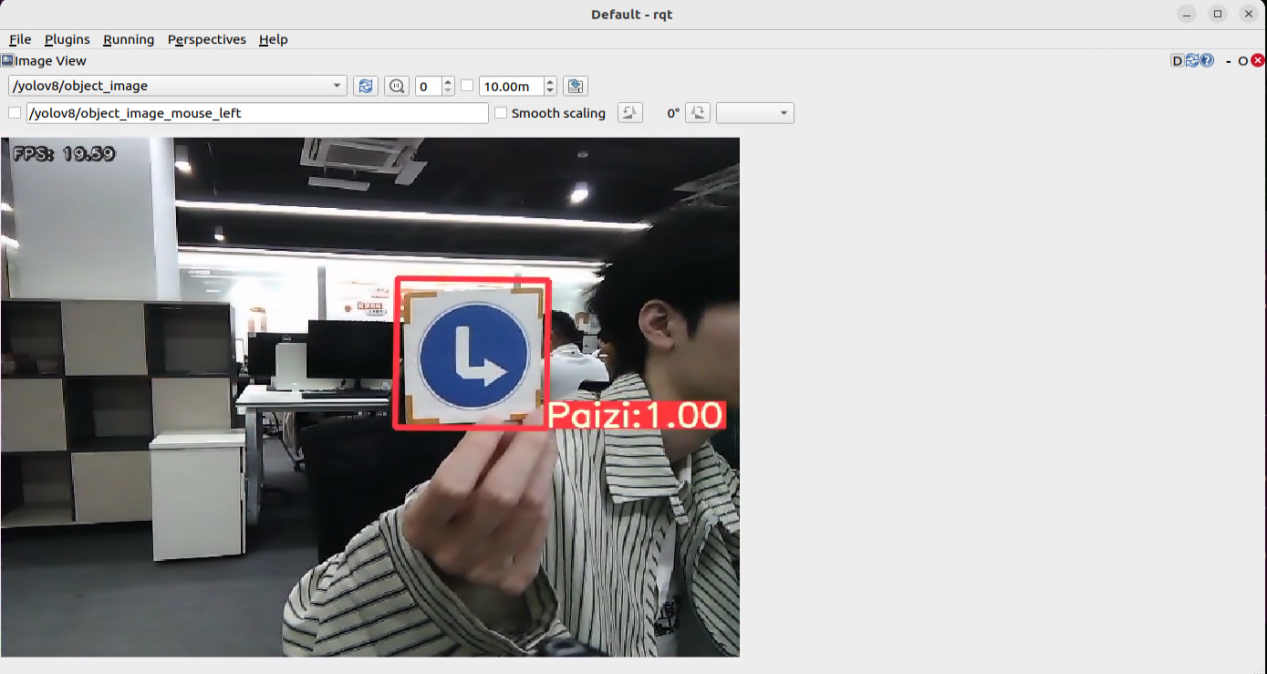 Default - rqt
File Plugins Running Perspectives Help
Image View
D
- O
/yolov8/object_image
0
10.00m
/yolov8/object_image_mouse_left
Smooth scaling
0°
FPS: 19.59
Paizi:1.00